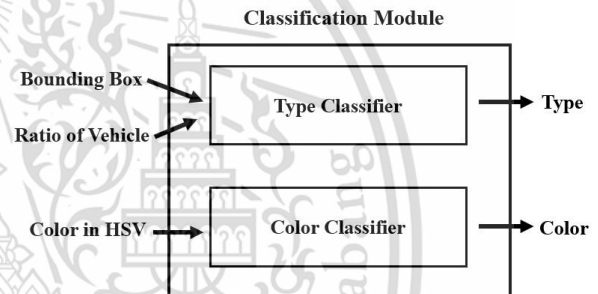 Classification Module
Bounding Box
Type Classifier
Type
Ratio of Vehicle
Color in HSV
Color Classifier
Color